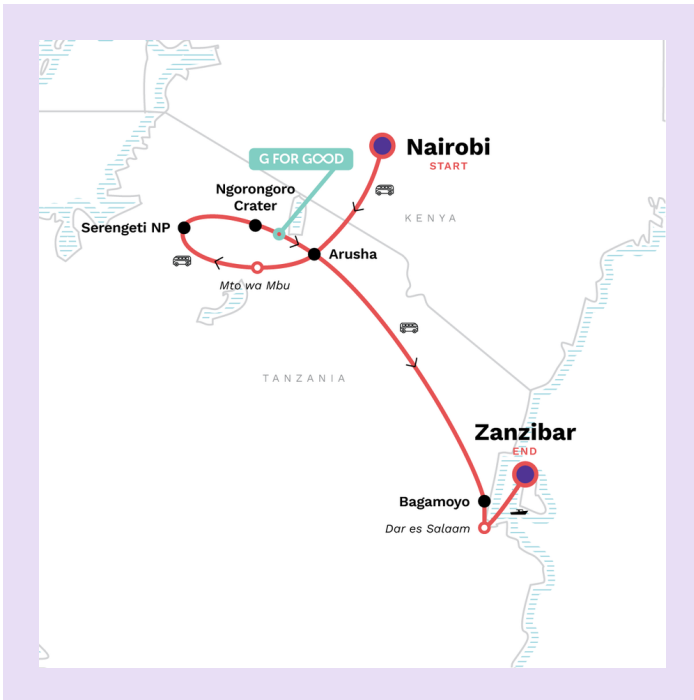 Nairobi
START
G FOR GOOD
Ngorongoro
Crater
KENYA
Serengeti NP
Arusha
Mto wa Mbu
TANZANIA
Zanzibar
END
Bagamoyo
Dar es Salaam